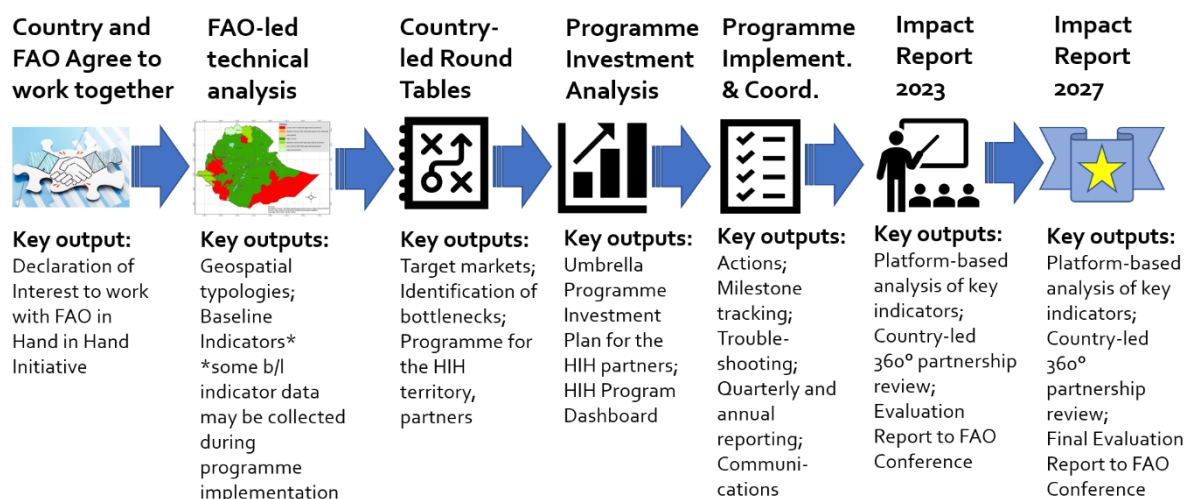 Country and
FAO Agree to
work together
FAO-led
technical
analysis
Country-
led Round
Tables
Programme
Investment
Analysis
Programme
Implement.
& Coord.
Impact
Report
2023
Impact
Report
2027
Key output:
Declaration of
Interest to work
with FAO in
Hand in Hand
Initiative
Key outputs:
Geospatial
typologies;
Baseline
Indicators*
*some b/l
indicator data
may be collected
during
programme
implementation
Key outputs:
Target markets;
Identification of
bottlenecks;
Programme for
the HIH
territory,
partners
Key outputs:
Umbrella
Programme
Investment
Plan for the
HIH partners;
HIH Program
Dashboard
Key outputs:
Actions;
Milestone
tracking;
Trouble-
shooting;
Quarterly and
annual
reporting;
Communi-
cations
Key outputs:
Platform-based
analysis of key
indicators;
Country-led
360° partnership
review;
Evaluation
Report to FAO
Conference
Key outputs:
Platform-based
analysis of key
indicators;
Country-led
360°
partnership
review;
Final Evaluation
Report to FAO
Conference